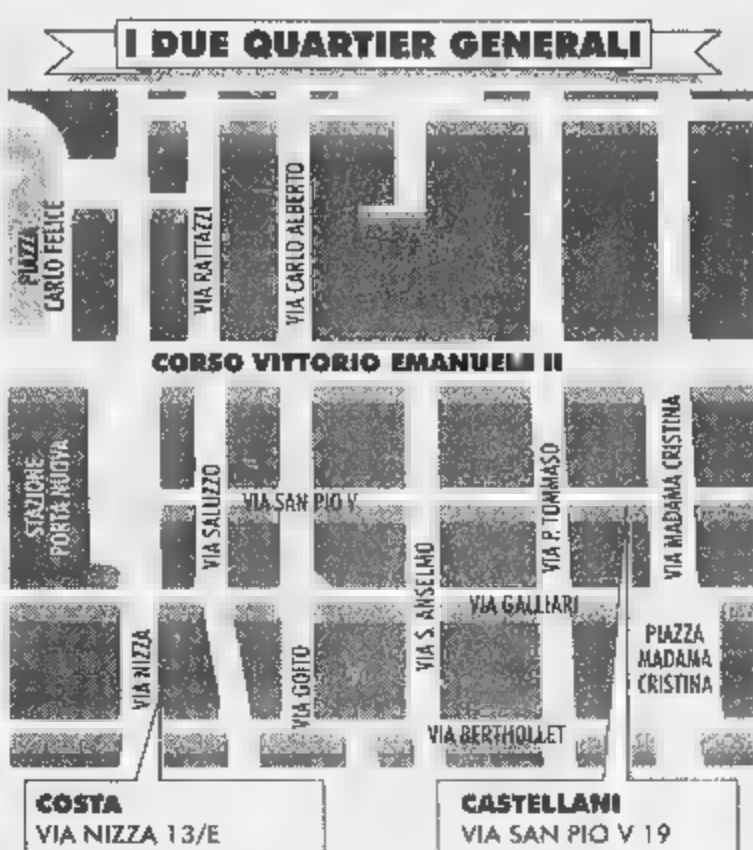 I DUE QUARTIER GENERALI
PIAZZA
CARLO FELICE
VIA RATTAZZI
VIA CARLO ALBERTO
CORSO VITTORIO EMANUELE II
STAZIONE
PORTA NUOVA
VIA SALUZZO
VIA SAN PIO V
VIA P. TOMMASO
VIA MADAMA CRISTINA
VIA S. ANSELMO
VIA GALLIARI
VIA NIZZA
VIA GOITO
PIAZZA
MADAMA
CRISTINA
VIA BERTHOLLET
COSTA
VIA NIZZA 13/E
CASTELLANI
VIA SAN PIO V 19